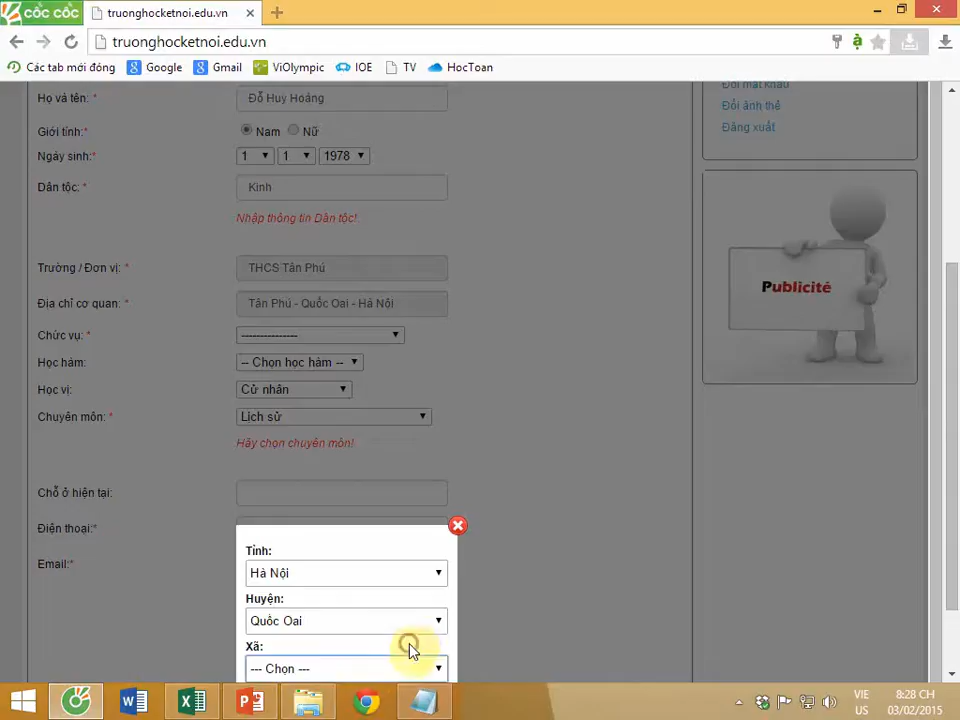 cốc cốc
truonghocketnoi.edu.vn
truonghocketnoi.edu.vn
Các tab mới đóng
Google
Gmail
ViOlympic
IOE
TV
HocToan
Họ và tên: *
Đỗ Huy Hoàng
Đổi mật khẩu
Đổi ảnh thẻ
Đăng xuất
Giới tính:*
Nam
Nữ
Ngày sinh:*
1
1
1978
Dân tộc: *
Kinh
Nhập thông tin Dân tộc!
Publicité
Trường / Đơn vị: *
THCS Tân Phú
Địa chỉ cơ quan: *
Tân Phú - Quốc Oai - Hà Nội
Chức vụ: *
---------------
Học hàm:
-- Chọn học hàm --
Học vị:
Cử nhân
Chuyên môn: *
Lịch sử
Hãy chọn chuyên môn!
Chỗ ở hiện tại:
Điện thoại:*
Email:*
Tỉnh:
Hà Nội
Huyện:
Quốc Oai
Xã:
--- Chọn ---
VIE
US
8:28 CH
03/02/2015